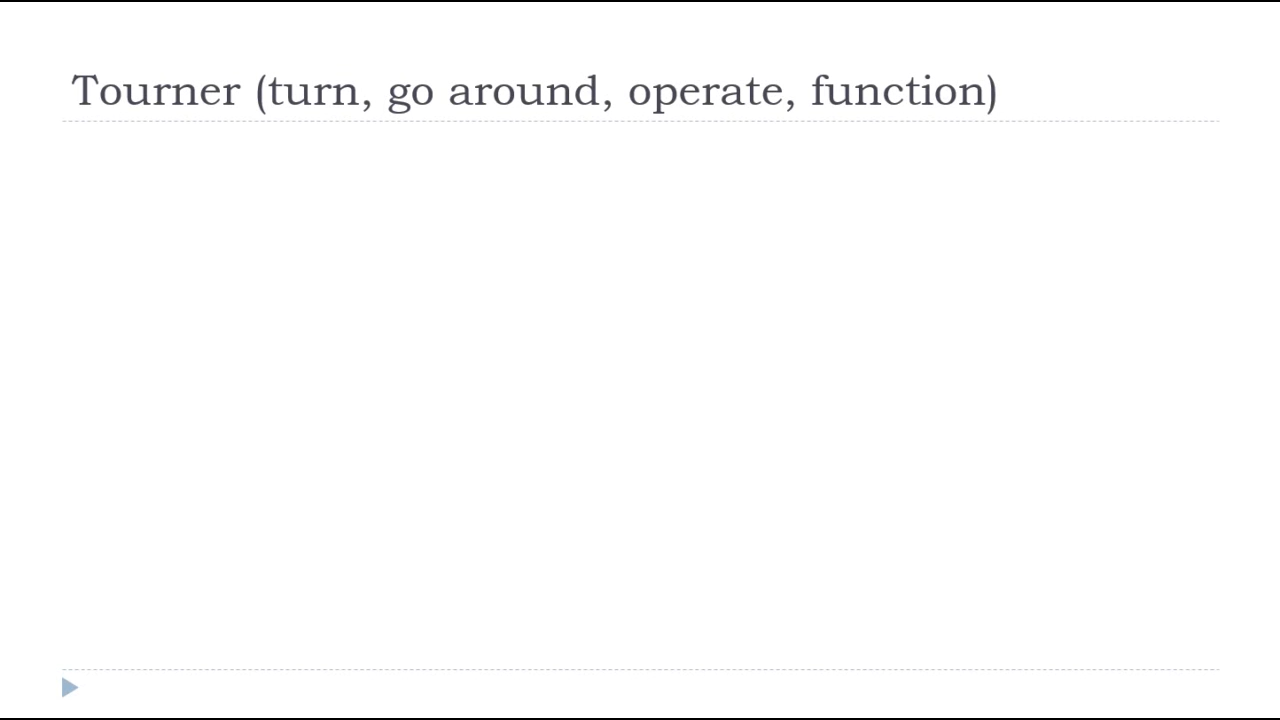 Tourner (turn, go around, operate, function)